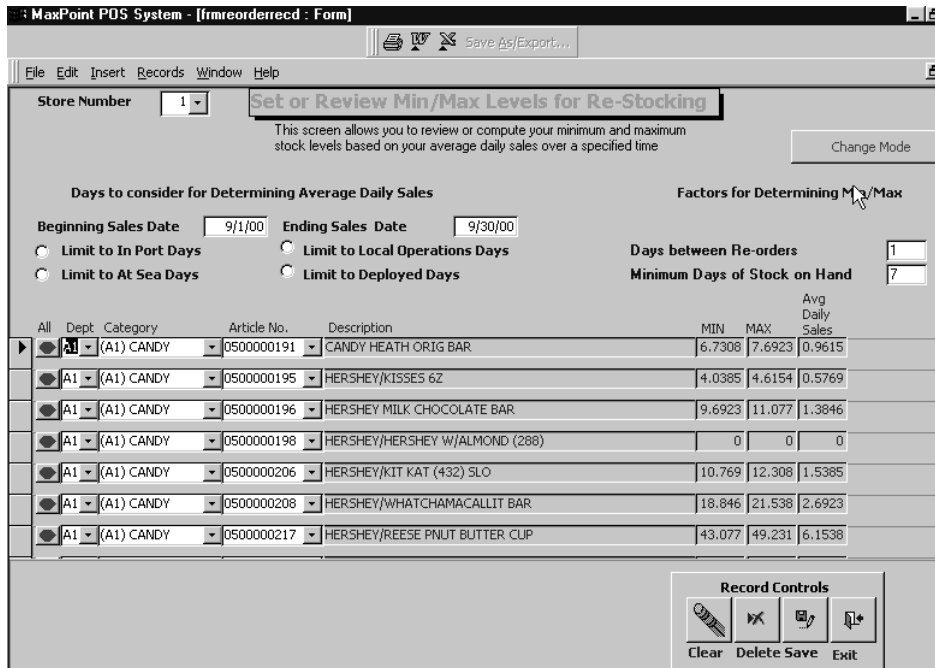 MaxPoint POS System - [frmreorderrecd : Form]
Save As/Export...
File Edit Insert Records Window Help
Store Number 1 Set or Review Min/Max Levels for Re-Stocking
This screen allows you to review or compute your minimum and maximum
stock levels based on your average daily sales over a specified time
Change Mode
Days to consider for Determining Average Daily Sales
Factors for Determining Min/Max
Beginning Sales Date 9/1/00 Ending Sales Date 9/30/00
Limit to In Port Days Limit to Local Operations Days
Limit to At Sea Days Limit to Deployed Days
Days between Re-orders 1
Minimum Days of Stock on Hand 7
All Dept Category Article No. Description MIN MAX Avg Daily Sales
A1 (A1) CANDY 0500000191 CANDY HEATH ORIG BAR 6.7308 7.6923 0.9615
A1 (A1) CANDY 0500000195 HERSHEY/KISSES 6Z 4.0385 4.6154 0.5769
A1 (A1) CANDY 0500000196 HERSHEY MILK CHOCOLATE BAR 9.6923 11.077 1.3846
A1 (A1) CANDY 0500000198 HERSHEY/HERSHEY W/ALMOND (288) 0 0 0
A1 (A1) CANDY 0500000206 HERSHEY/KIT KAT (432) SLO 10.769 12.308 1.5385
A1 (A1) CANDY 0500000208 HERSHEY/WHATCHAMACALLIT BAR 18.846 21.538 2.6923
A1 (A1) CANDY 0500000217 HERSHEY/REESE PNUT BUTTER CUP 43.077 49.231 6.1538
Record Controls
Clear Delete Save Exit